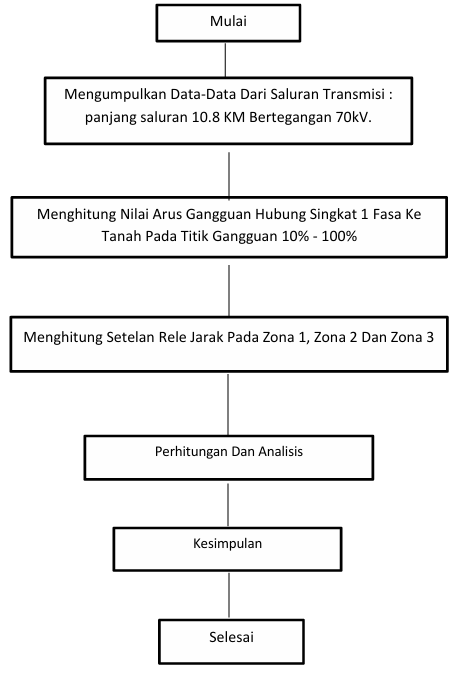 Mulai
Mengumpulkan Data-Data Dari Saluran Transmisi :
panjang saluran 10.8 KM Bertegangan 70kV.
Menghitung Nilai Arus Gangguan Hubung Singkat 1 Fasa Ke
Tanah Pada Titik Gangguan 10% - 100%
Menghitung Setelan Rele Jarak Pada Zona 1, Zona 2 Dan Zona 3
Perhitungan Dan Analisis
Kesimpulan
Selesai